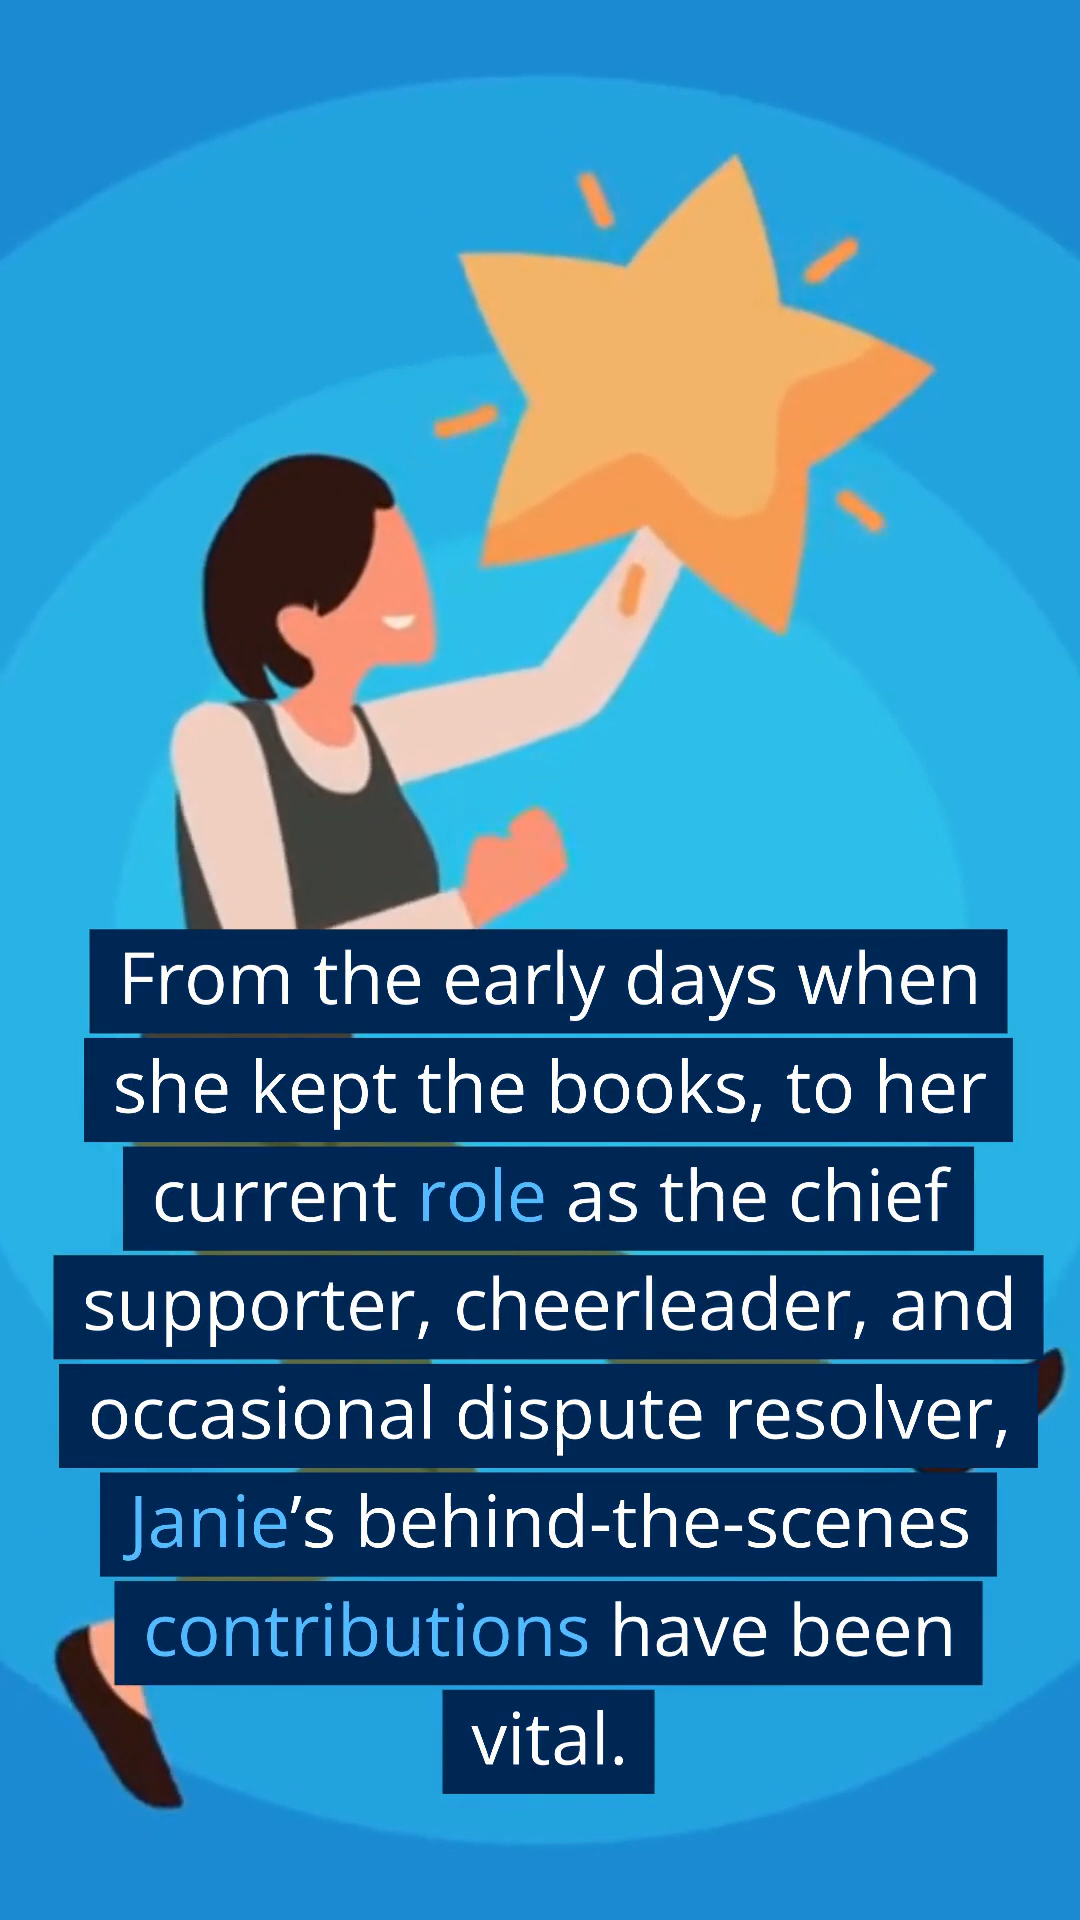 From the early days when
she kept the books, to her
current role as the chief
supporter, cheerleader, and
occasional dispute resolver,
Janie’s behind-the-scenes
contributions have been
vital.